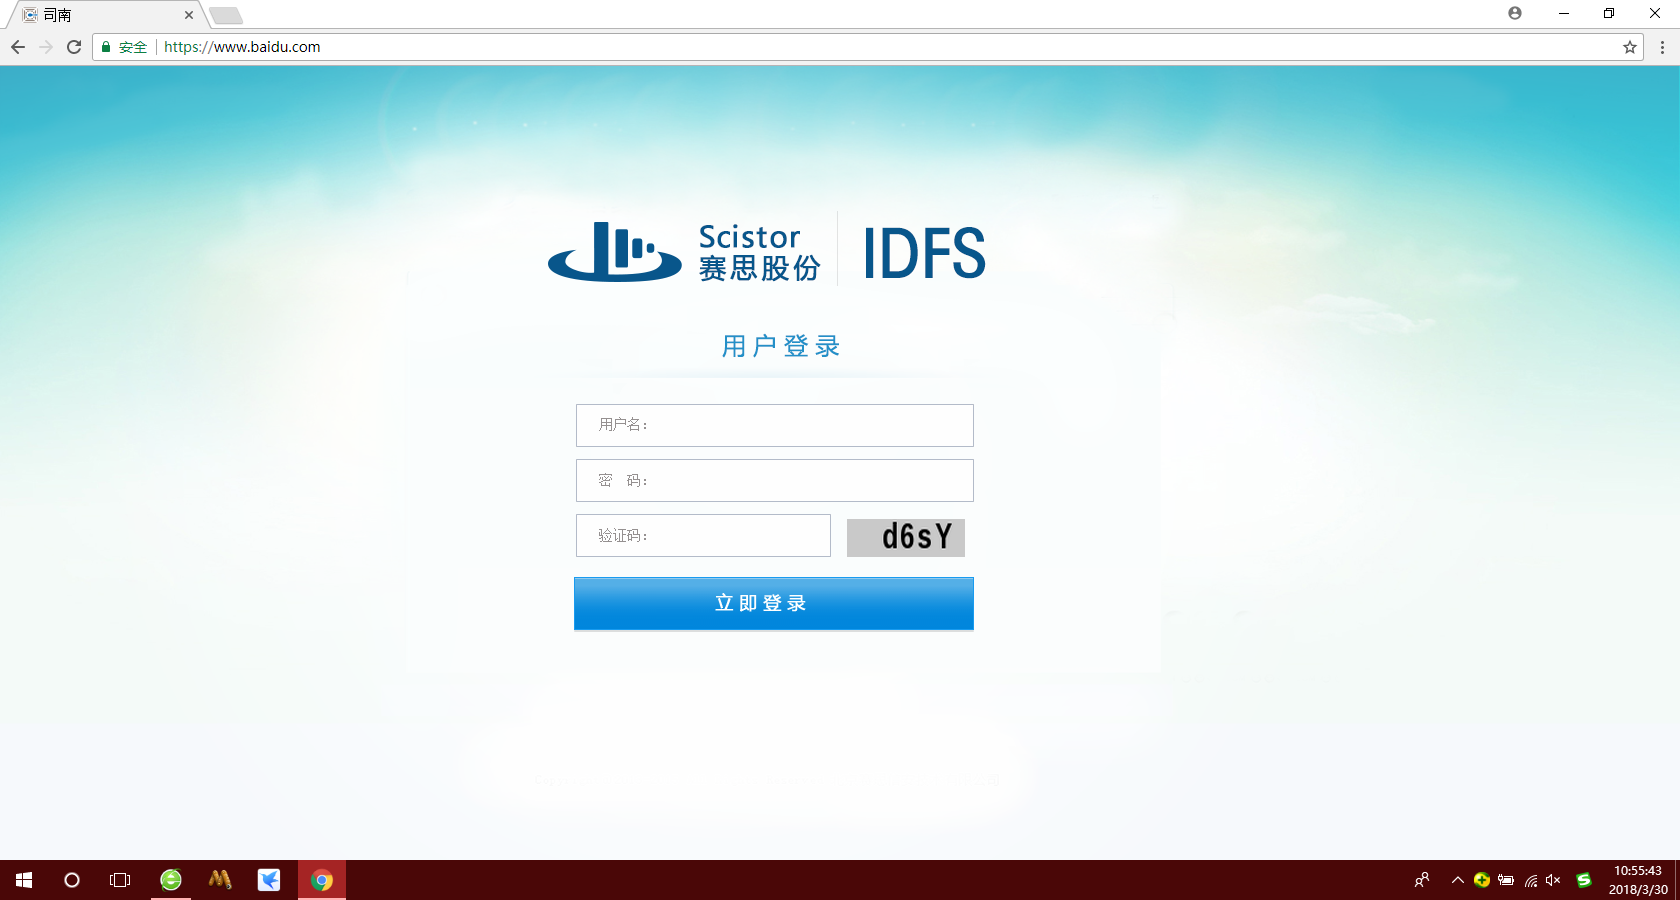 司南
安全 https://www.baidu.com
Scistor
赛思股份
IDFS
用户登录
用户名：
密 码：
验证码：
d6sY
立即登录
10:55:43
2018/3/30